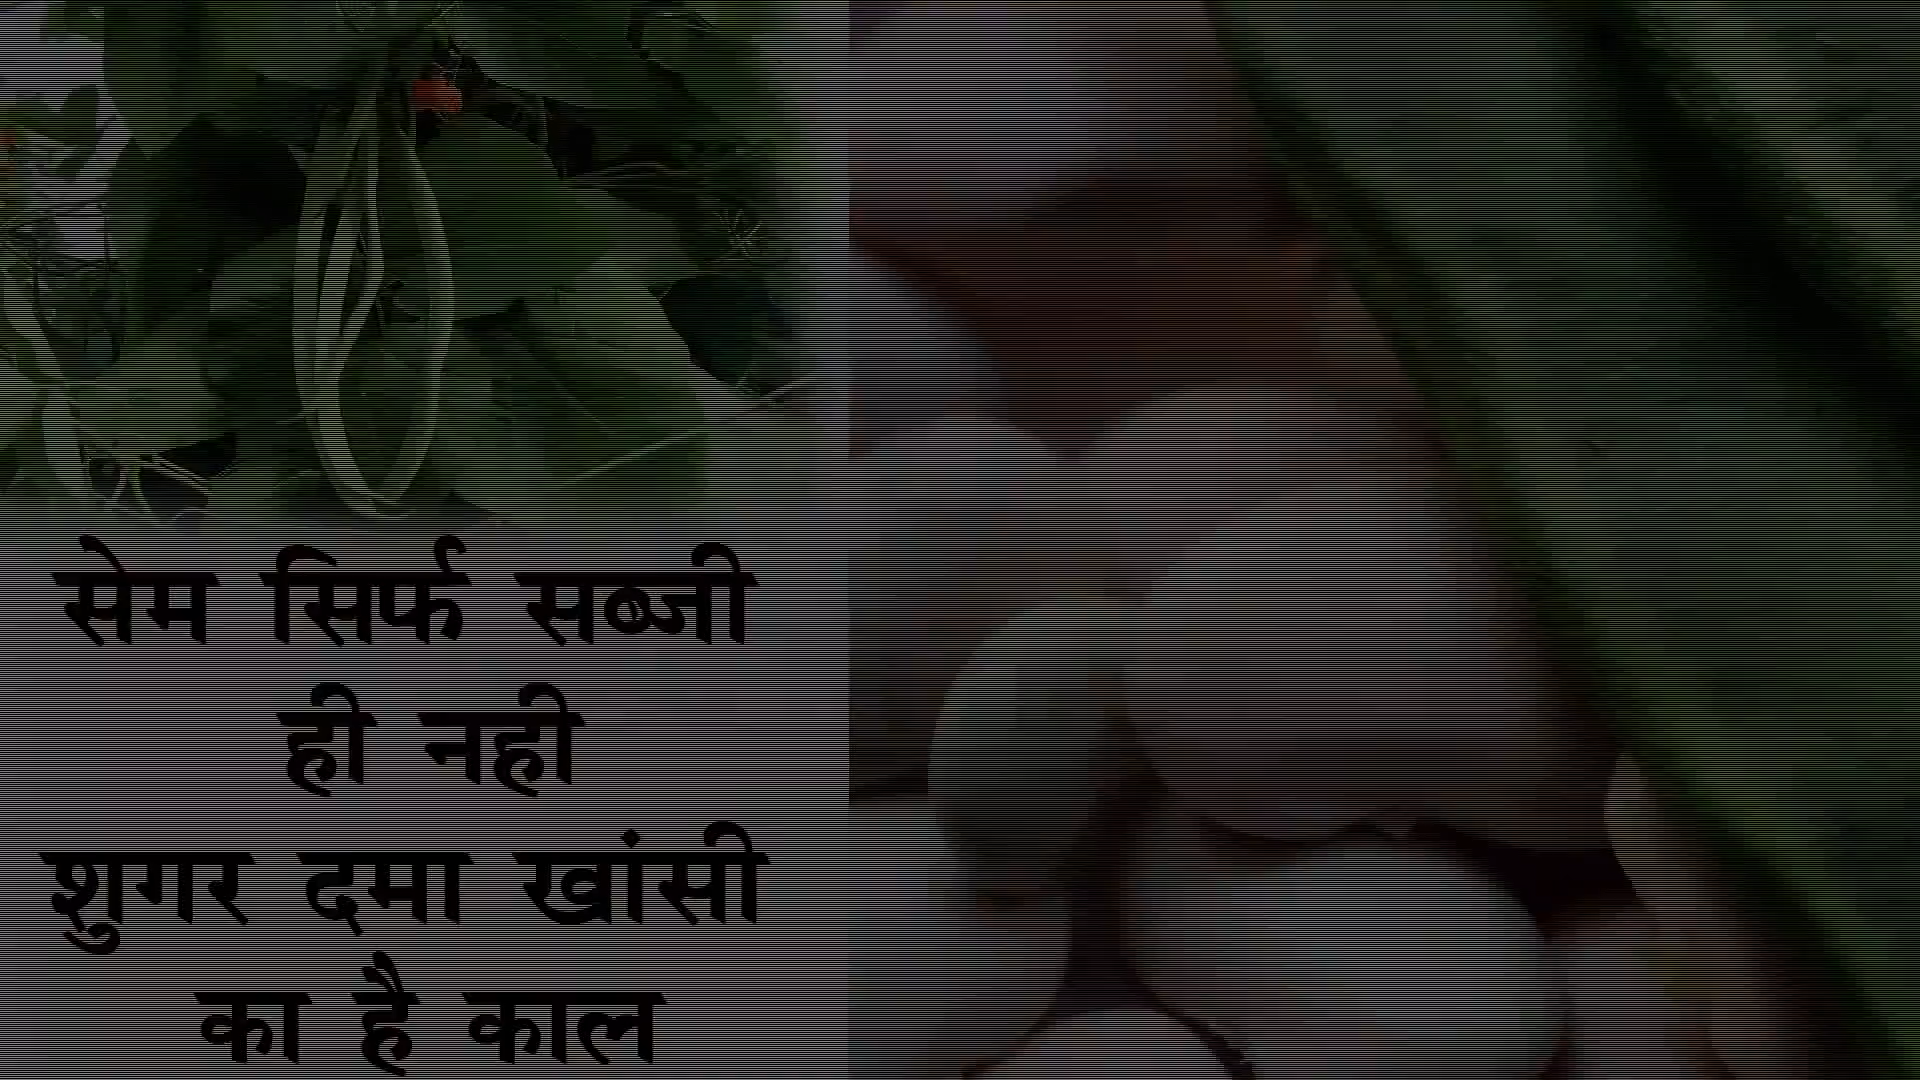 सेम सिर्फ सब्जी
ही नही
शुगर दमा खांसी
का है काल